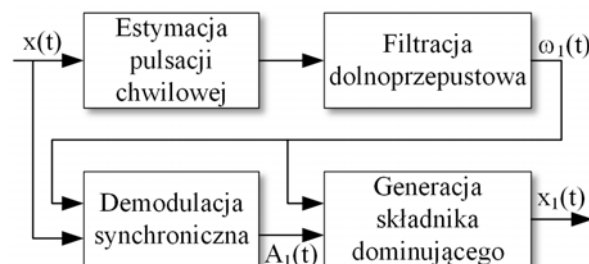 x(t)
Estymacja
pulsacji
chwilowej
Filtracja
dolnoprzepustowa
ω₁(t)
Demodulacja
synchroniczna
A₁(t)
Generacja
składnika
dominującego
x₁(t)